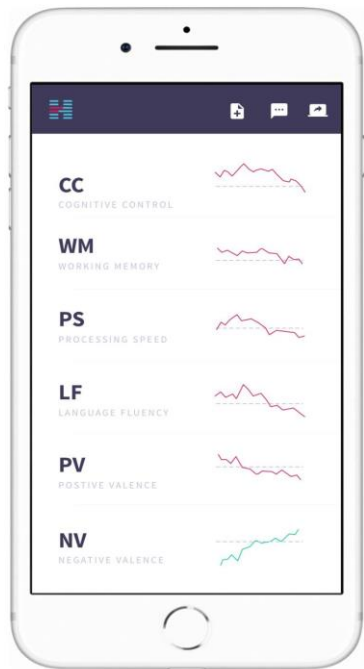 CC
COGNITIVE CONTROL
WM
WORKING MEMORY
PS
PROCESSING SPEED
LF
LANGUAGE FLUENCY
PV
POSTIVE VALENCE
NV
NEGATIVE VALENCE